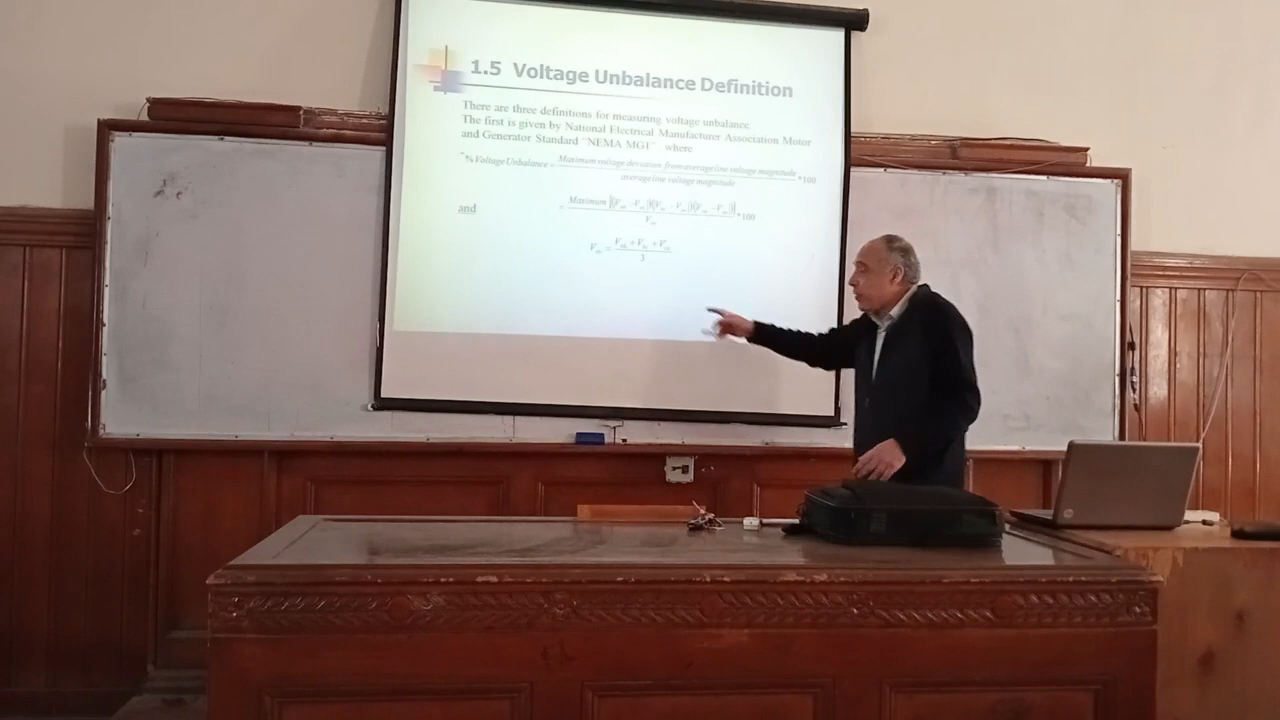 1.5 Voltage Unbalance Definition
There are three definitions for measuring voltage unbalance.
The first is given by National Electrical Manufacturer Association Motor
and Generator Standard "NEMA MG1" where
% Voltage Unbalance = Maximum voltage deviation from average line voltage magnitude / average line voltage magnitude *100
and
3